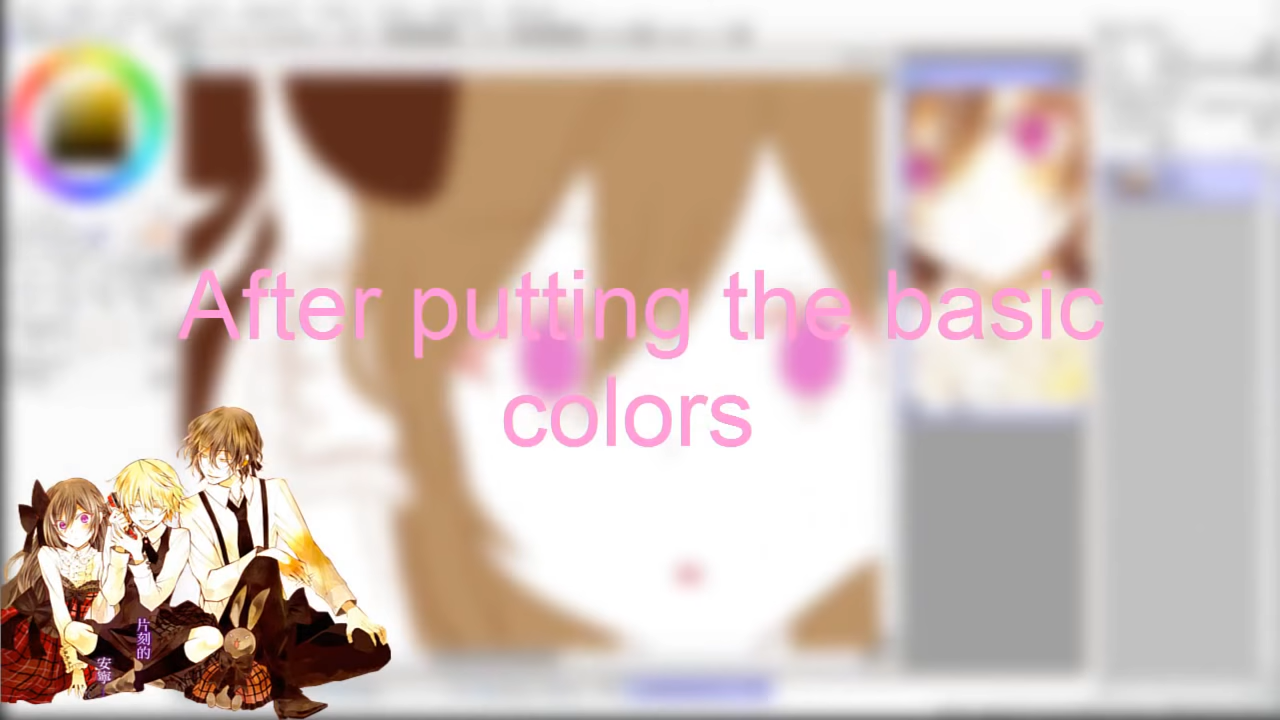 After putting the basic
colors
片刻的
安寧